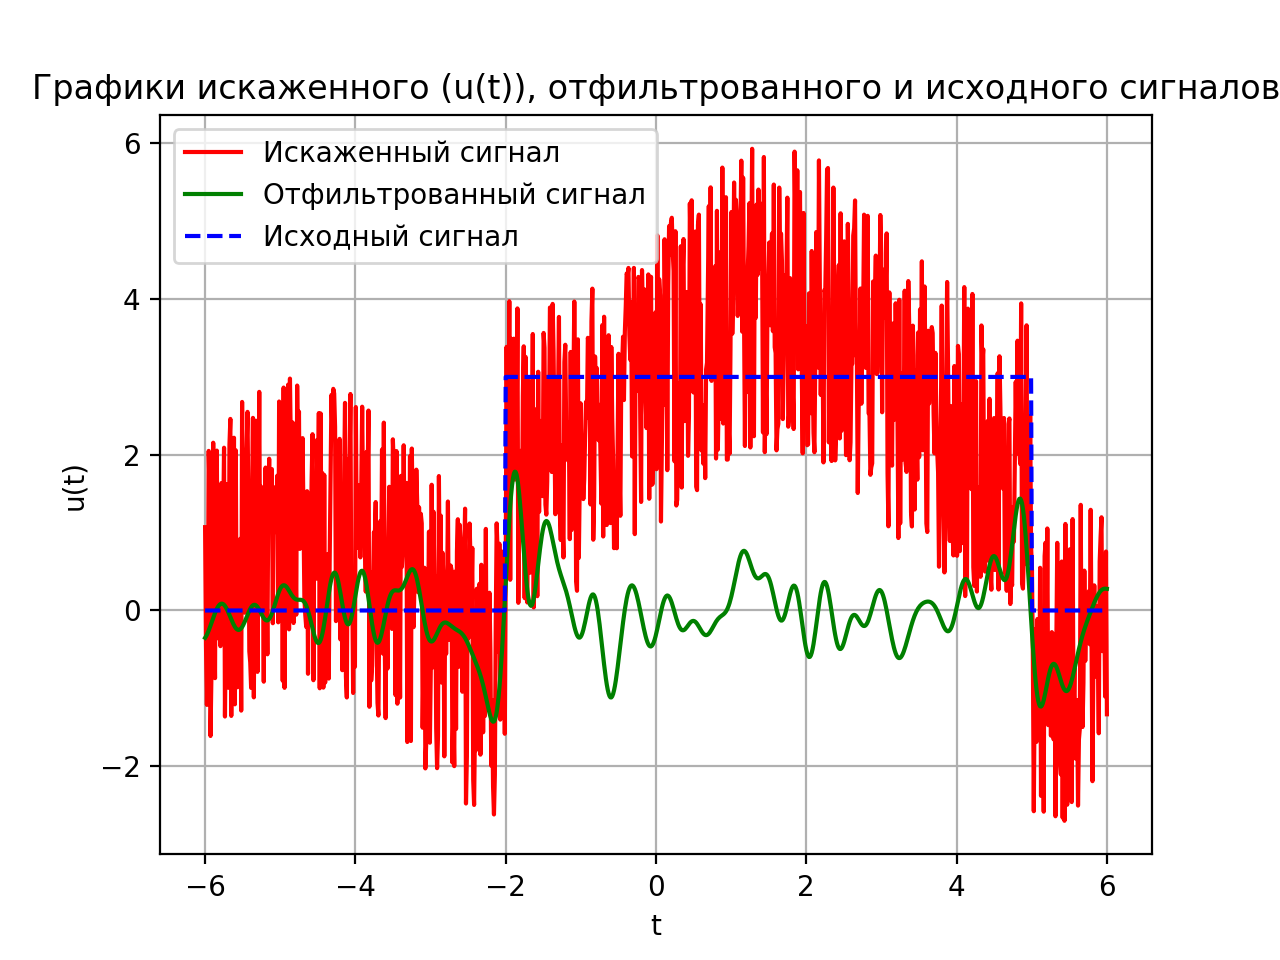 Графики искаженного (u(t)), отфильтрованного и исходного сигналов
Искаженный сигнал
Отфильтрованный сигнал
Исходный сигнал
6
4
2
0
−2
u(t)
−6
−4
−2
0
2
4
6
t